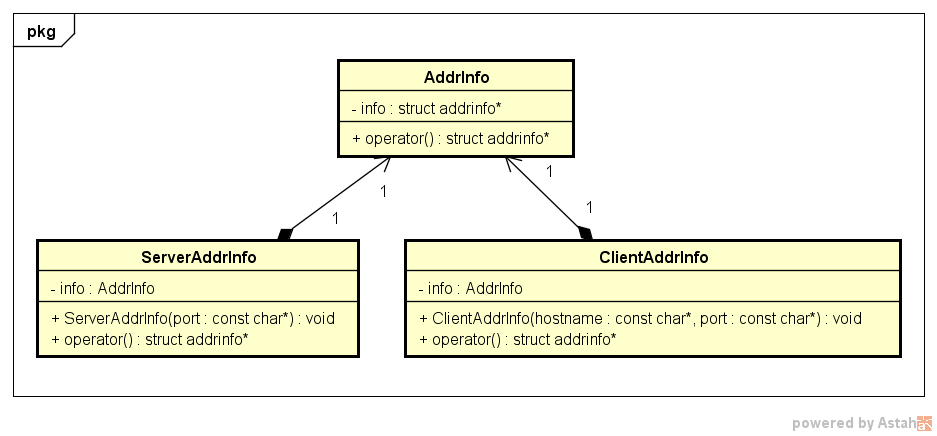 pkg
AddrInfo
- info : struct addrinfo*
+ operator() : struct addrinfo*
1
1
1
1
ServerAddrInfo
- info : AddrInfo
+ ServerAddrInfo(port : const char*) : void
+ operator() : struct addrinfo*
ClientAddrInfo
- info : AddrInfo
+ ClientAddrInfo(hostname : const char*, port : const char*) : void
+ operator() : struct addrinfo*
powered by Astah